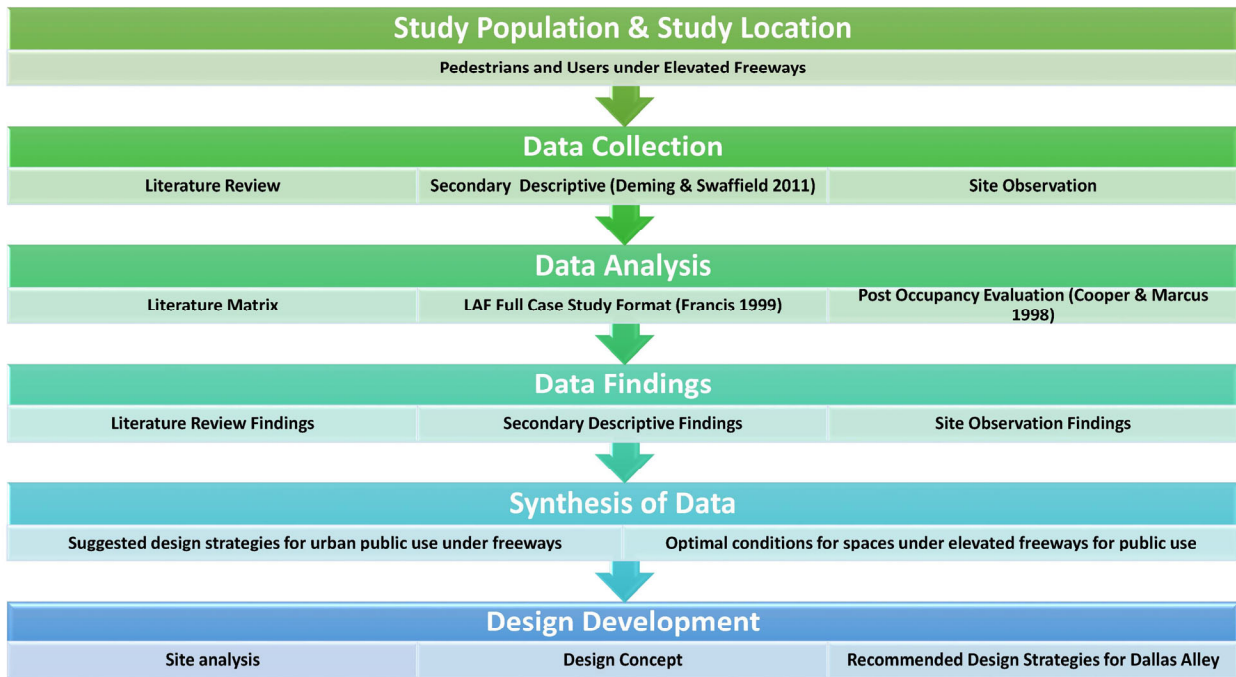 Study Population & Study Location
Pedestrians and Users under Elevated Freeways
Data Collection
Literature Review
Secondary Descriptive (Deming & Swaffield 2011)
Site Observation
Data Analysis
Literature Matrix
LAF Full Case Study Format (Francis 1999)
Post Occupancy Evaluation (Cooper & Marcus
1998)
Data Findings
Literature Review Findings
Secondary Descriptive Findings
Site Observation Findings
Synthesis of Data
Suggested design strategies for urban public use under freeways
Optimal conditions for spaces under elevated freeways for public use
Design Development
Site analysis
Design Concept
Recommended Design Strategies for Dallas Alley